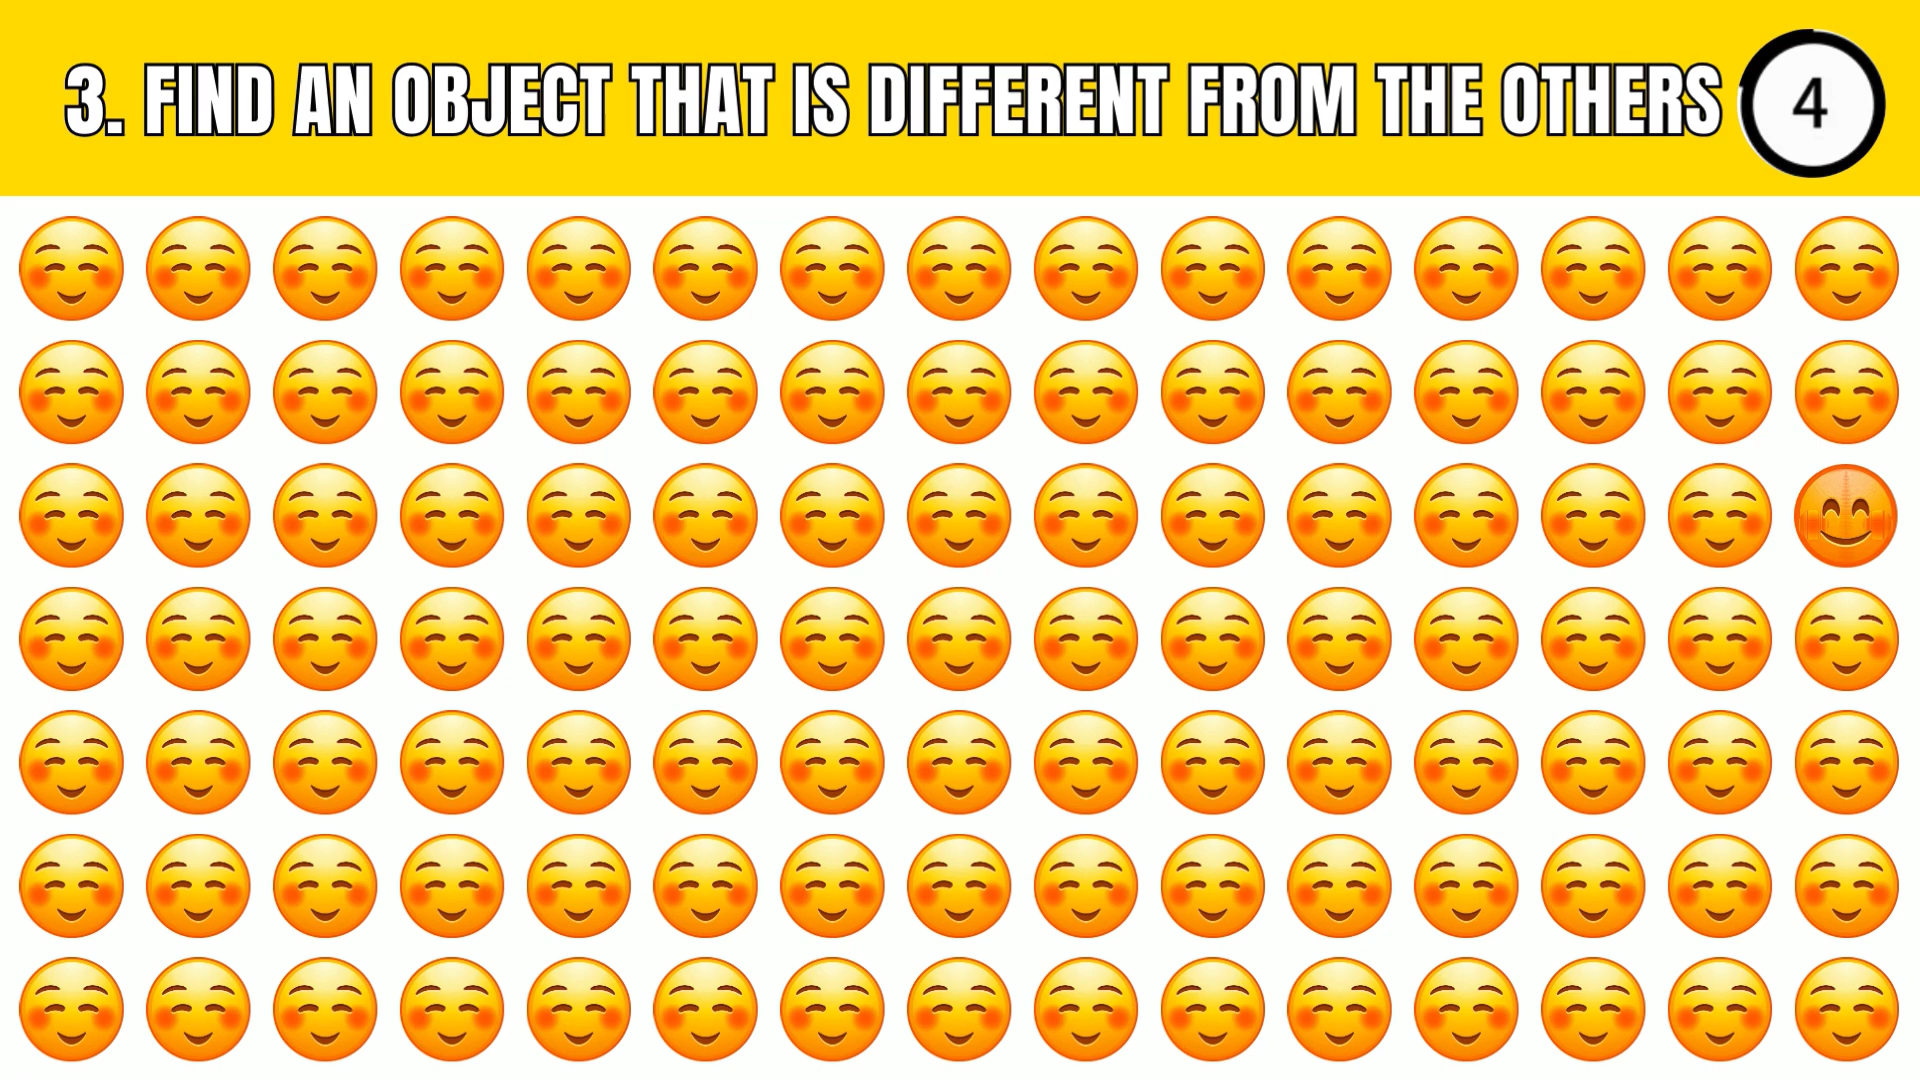 3. FIND AN OBJECT THAT IS DIFFERENT FROM THE OTHERS
4